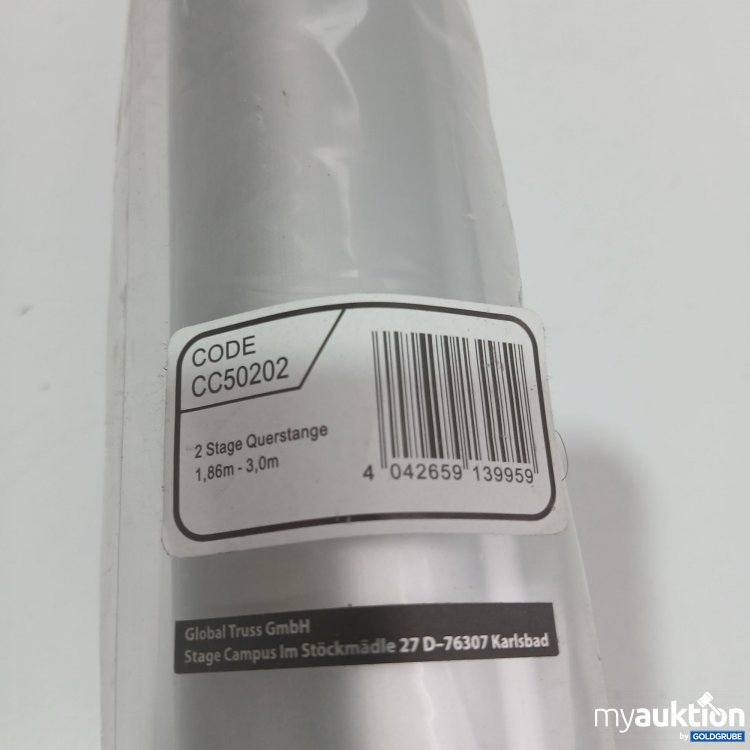 CODE
CC50202
2 Stage Querstange
1,86m - 3,0m
4 042659 139959
Global Truss GmbH
Stage Campus Im Stöckmädle 27 D-76307 Karlsbad
myauktion
by GOLDGRUBE